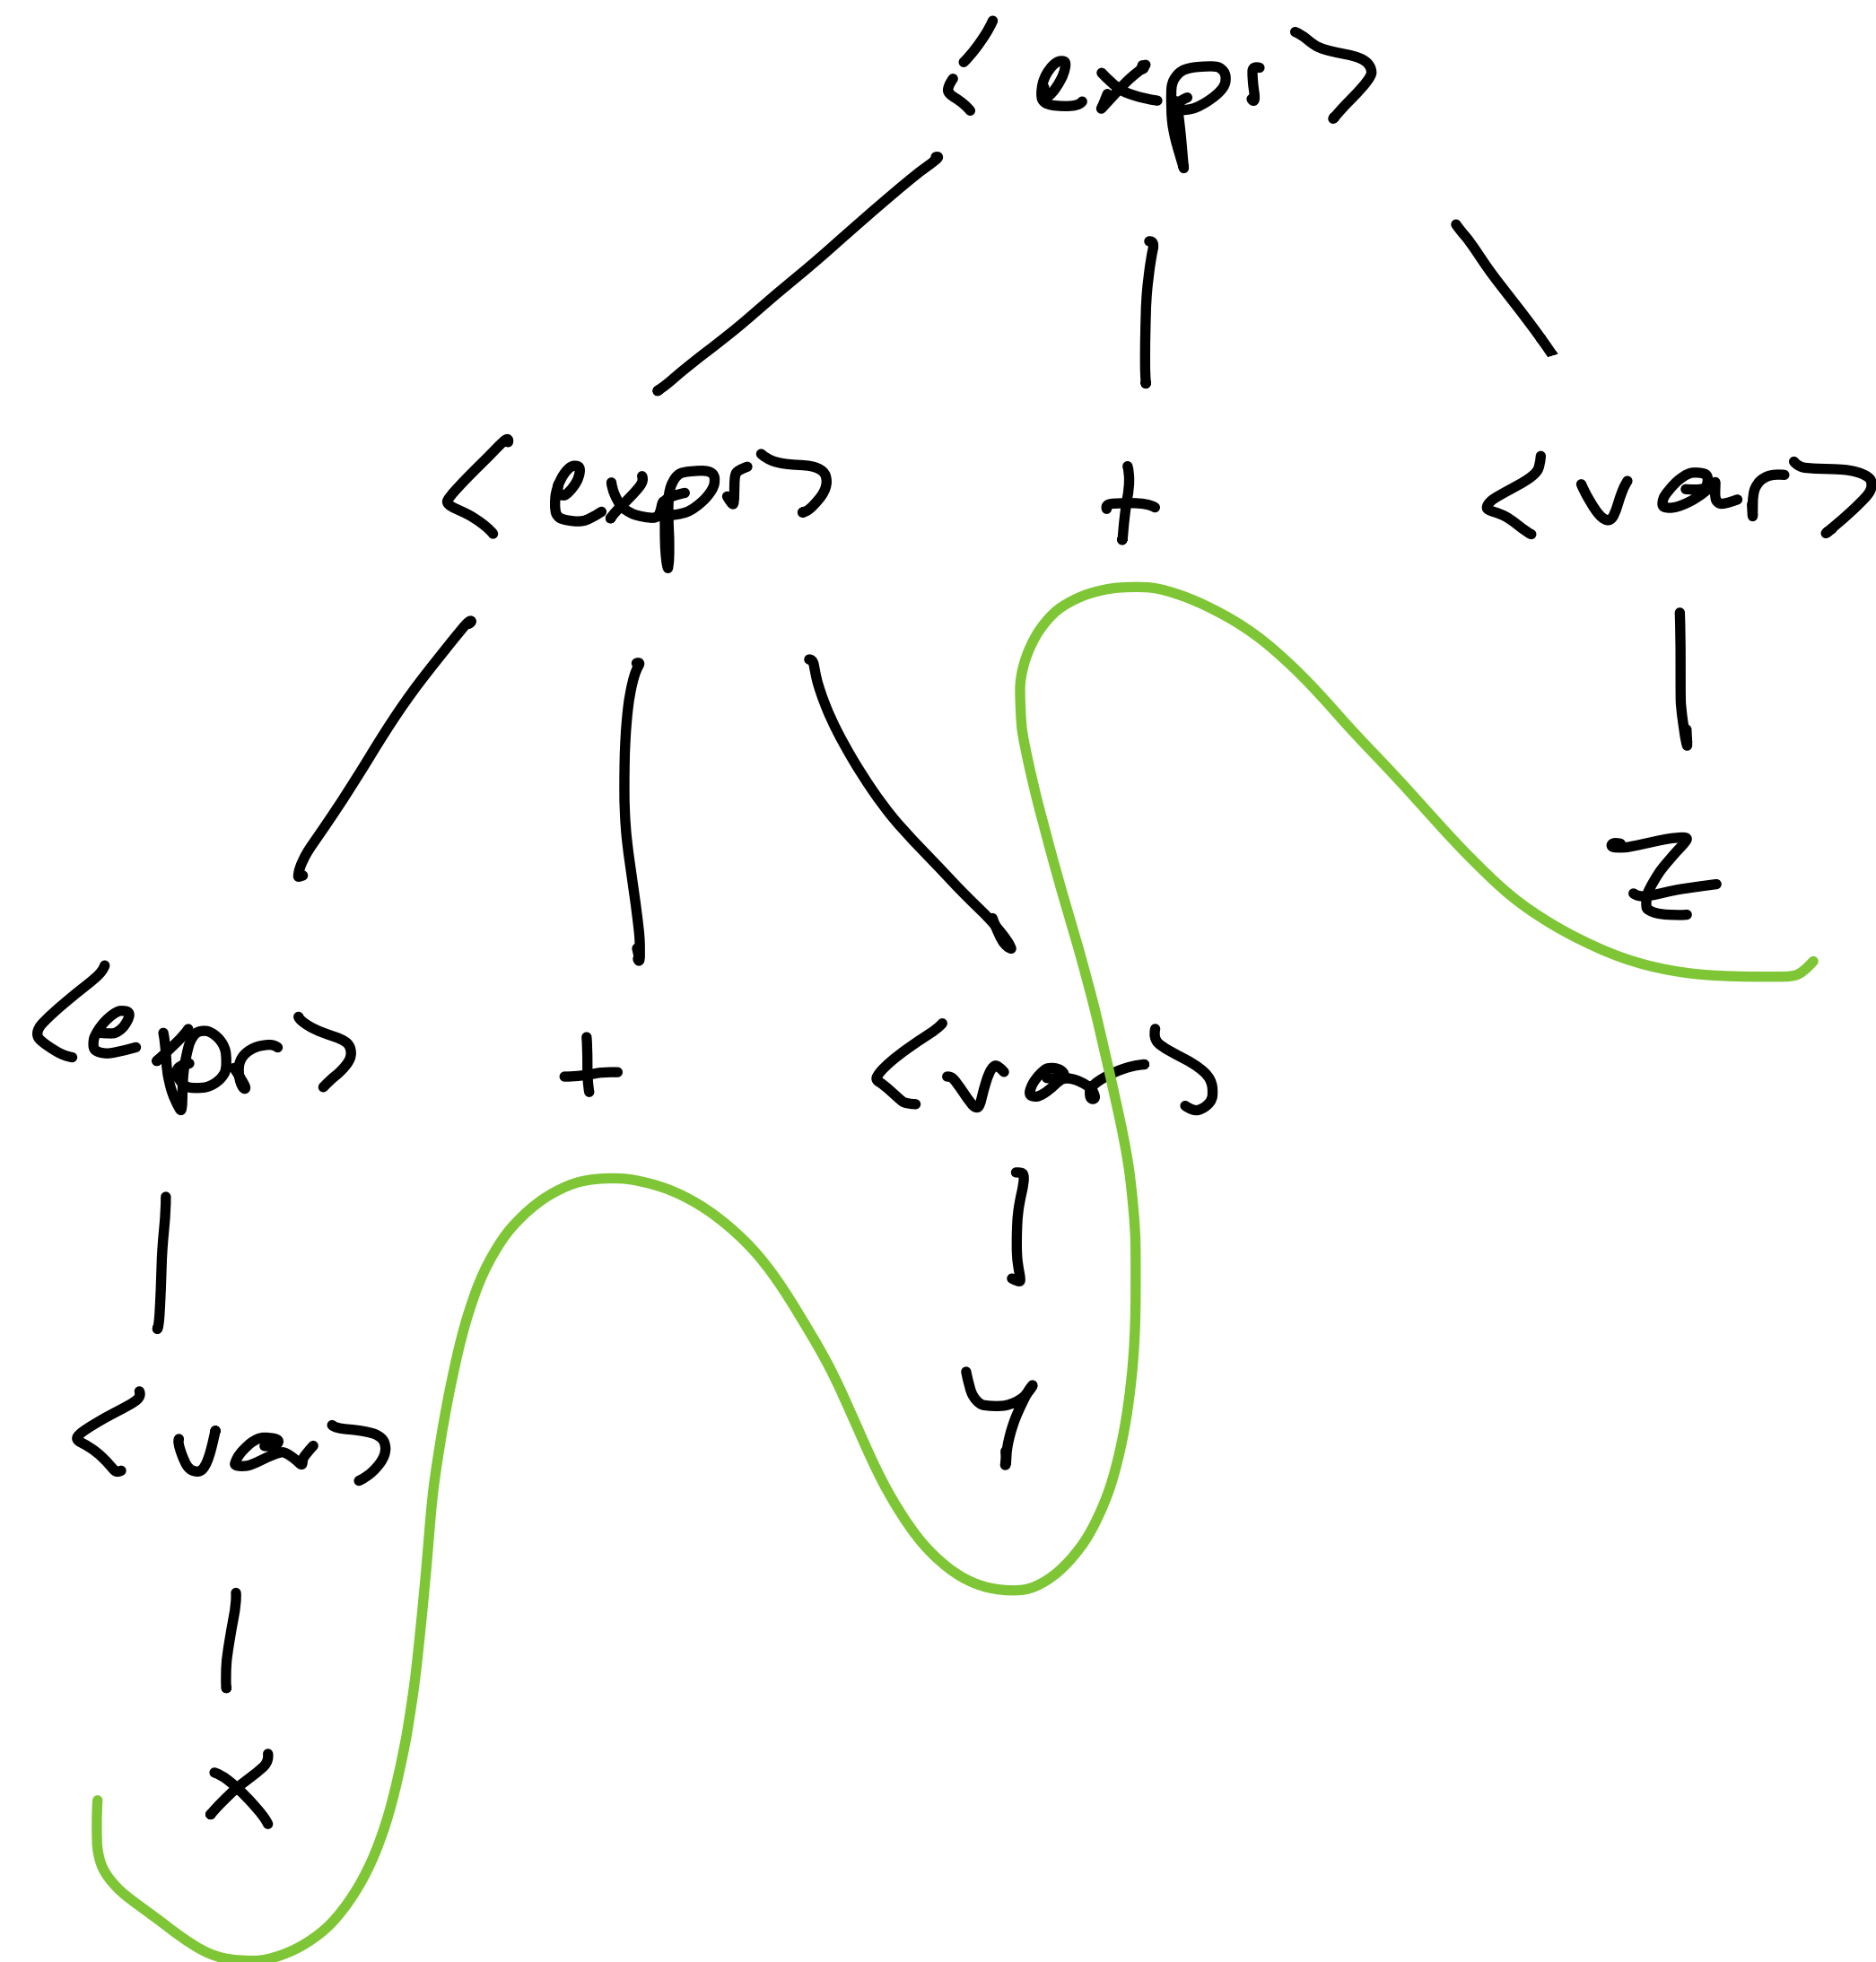 <expr>
<expr> + <var>
z
<epr> + <var>
y
<var>
x